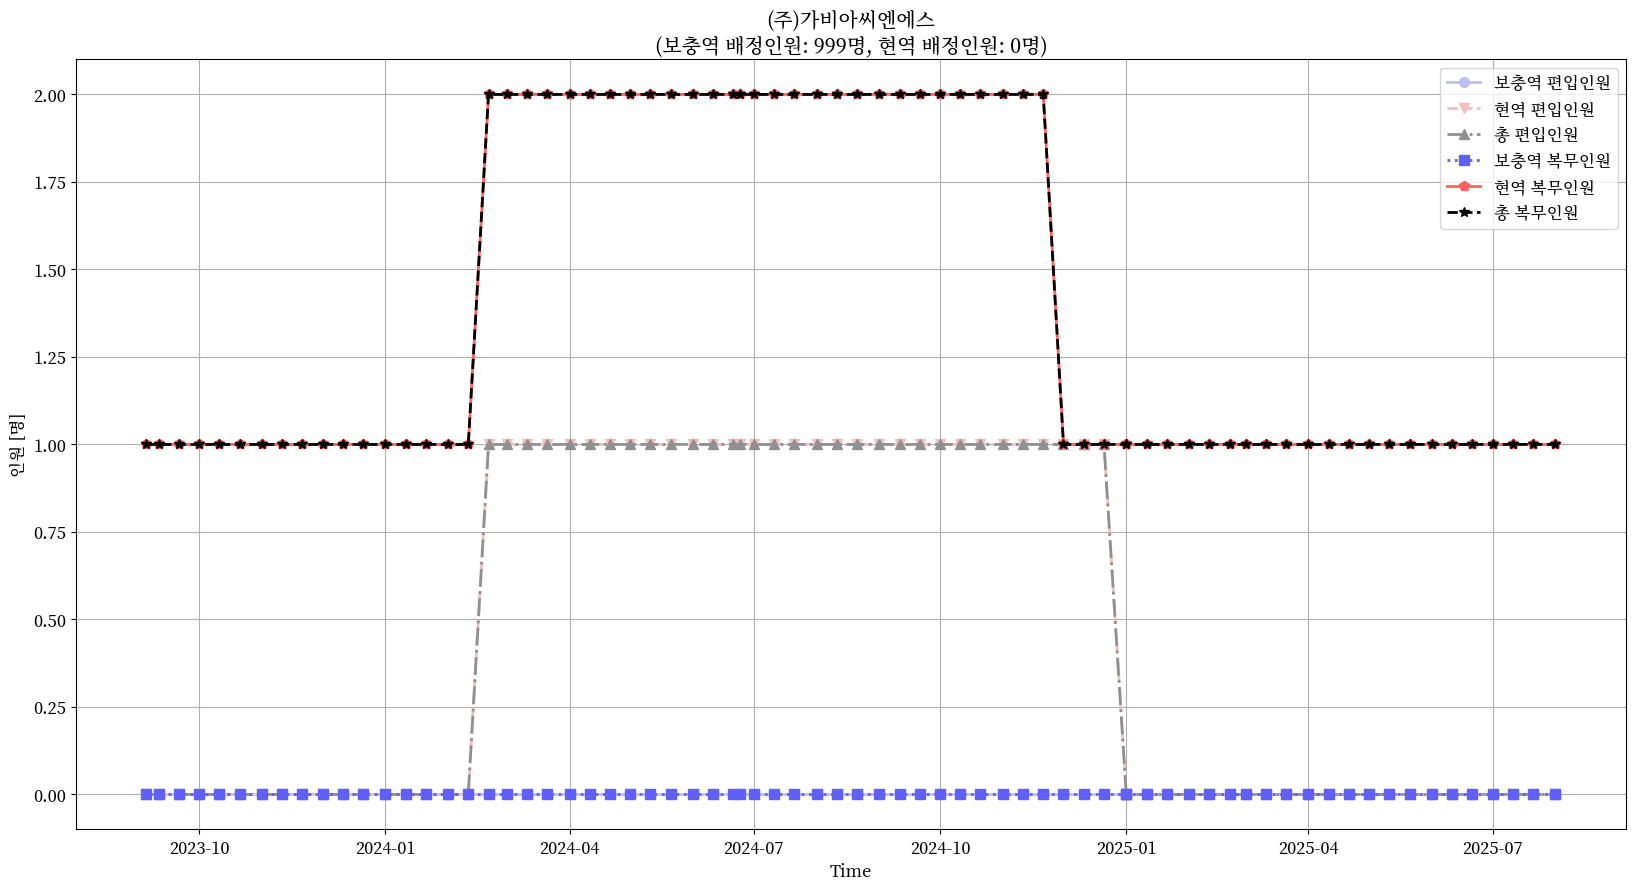 (주)가비아씨엔에스
(보충역 배정인원: 999명, 현역 배정인원: 0명)
보충역 편입인원
현역 편입인원
총 편입인원
보충역 복무인원
현역 복무인원
총 복무인원
2.00
1.75
1.50
1.25
1.00
0.75
0.50
0.25
0.00
인원 [명]
2023-10 2024-01 2024-04 2024-07 2024-10 2025-01 2025-04 2025-07
Time